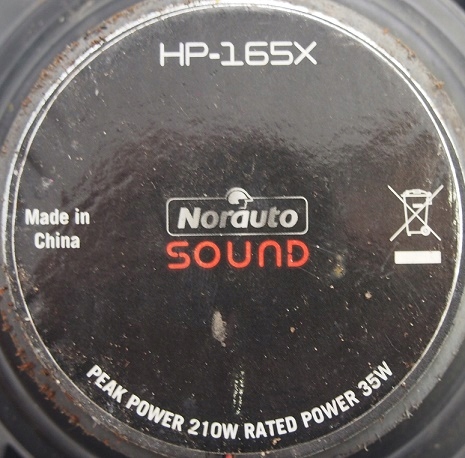 HP-165X
Made in
China
Norauto
SOUND
PEAK POWER 210W RATED POWER 35W